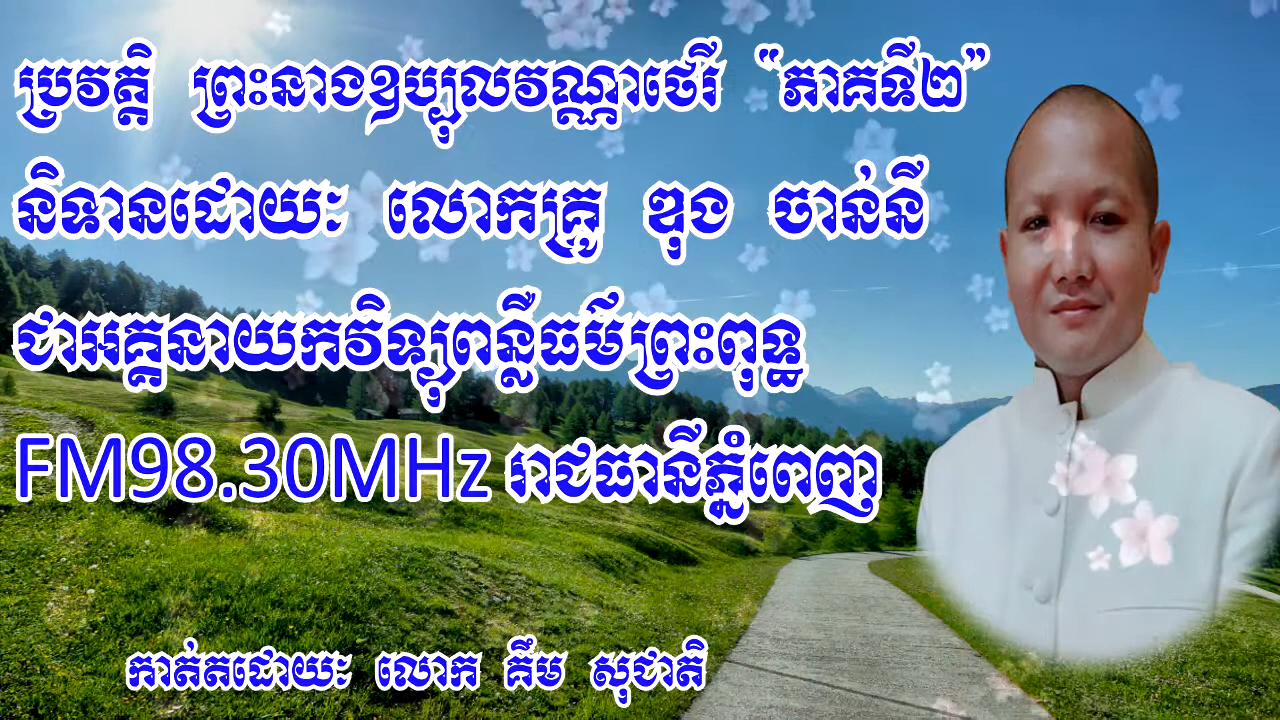 ប្រវត្តិ ព្រះនាងឧប្បុលវណ្ណាថេរី “ភាគទី២”
និទានដោយៈ លោកគ្រូ ឌុង ចាន់នី
ជាអគ្គនាយកវិទ្យុពន្លឺធម៌ព្រះពុទ្ធ
FM98.30MHz រាជធានីភ្នំពេញ
កាត់តដោយៈ លោក គឹម សុជាតិ